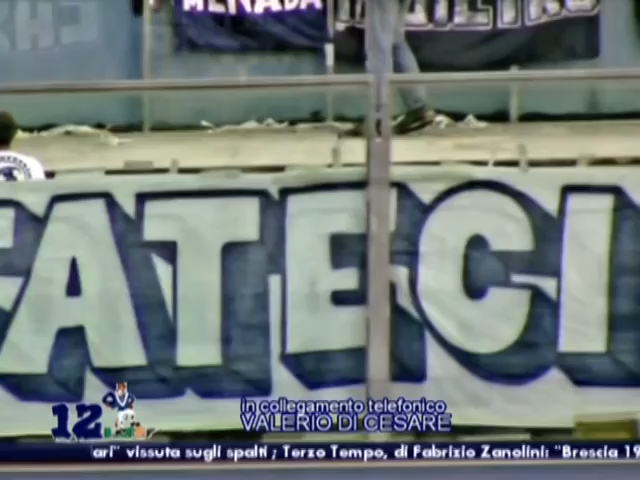 MENADA
INDIETRO
ATECI
12
in collegamento telefonico
VALERIO DI CESARE
ari" vissuta sugli spalti ; Terzo Tempo, di Fabrizio Zanolini: "Brescia 19